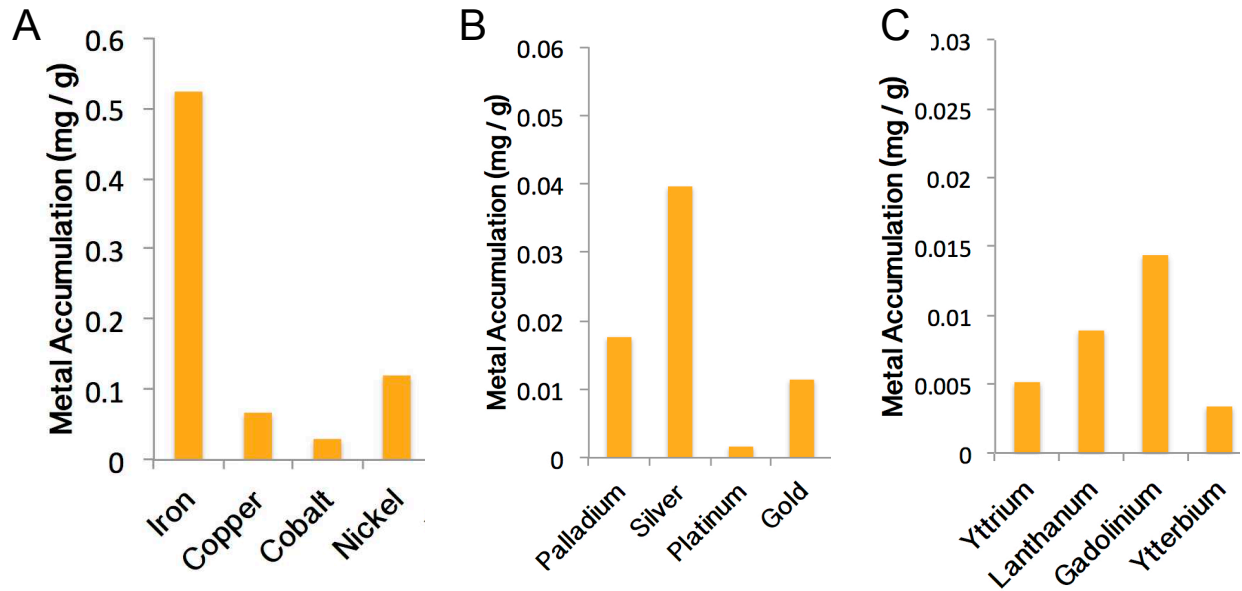 A
Metal Accumulation (mg / g)
0.6
0.5
0.4
0.3
0.2
0.1
0
Iron
Copper
Cobalt
Nickel
B
Metal Accumulation (mg / g)
0.06
0.05
0.04
0.03
0.02
0.01
0
Palladium
Silver
Platinum
Gold
C
Metal Accumulation (mg / g)
0.03
0.025
0.02
0.015
0.01
0.005
0
Yttrium
Lanthanum
Gadolinium
Ytterbium